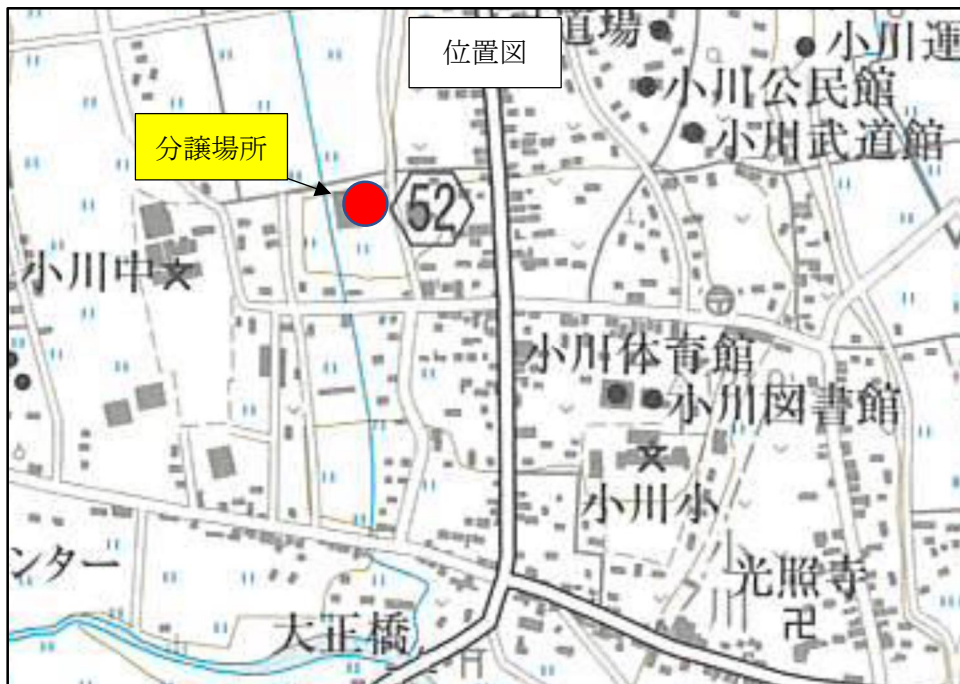 位置図
道場
小川運
小川公民館
小川武道館
分譲場所
52
小川中
小川体育館
小川図書館
小川小
ンター
光照寺
大正橋